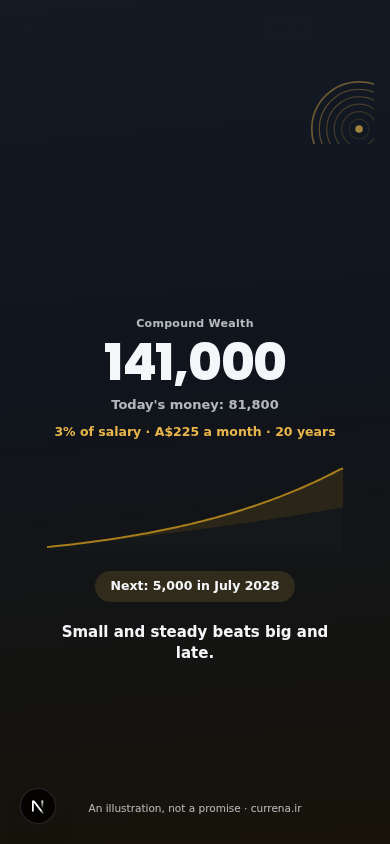 Compound Wealth
141,000
Today's money: 81,800
3% of salary · A$225 a month · 20 years
Next: 5,000 in July 2028
Small and steady beats big and
late.
N
An illustration, not a promise · currena.ir